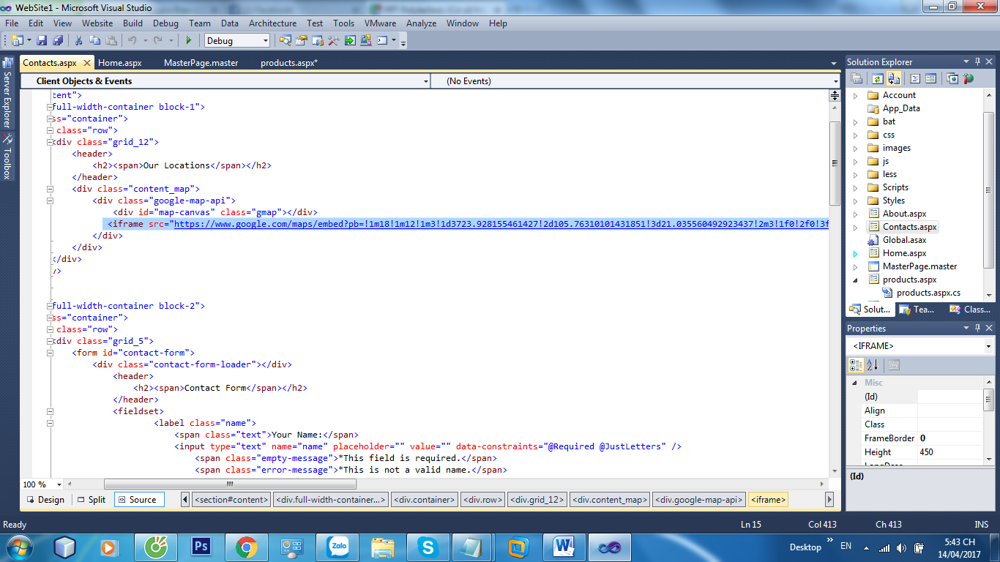 WebSite1 - Microsoft Visual Studio
File Edit View Website Build Debug Team Data Architecture Test Tools VMware Analyze Window Help
Debug
Server Explorer
Toolbox
Contacts.aspx Home.aspx MasterPage.master products.aspx*
Client Objects & Events (No Events)
tent">
full-width-container block-1">
ss="container">
class="row">
<div class="grid_12">
<header>
<h2><span>Our Locations</span></h2>
</header>
<div class="content_map">
<div class="google-map-api">
<div id="map-canvas" class="gmap"></div>
<iframe src="https://www.google.com/maps/embed?pb=!1m18!1m12!1m3!1d3723.928155461427!2d105.76310101431851!3d21.035560492923437!2m3!1f0!2f0!3f
</div>
</div>
</div>
v>
full-width-container block-2">
ss="container">
class="row">
<div class="grid_5">
<form id="contact-form">
<div class="contact-form-loader"></div>
<header>
<h2><span>Contact Form</span></h2>
</header>
<fieldset>
<label class="name">
<span class="text">Your Name:</span>
<input type="text" name="name" placeholder="" value="" data-constraints="@Required @JustLetters" />
<span class="empty-message">*This field is required.</span>
<span class="error-message">*This is not a valid name.</span>
100 %
Design Split Source <section#content> <div.full-width-container...> <div.container> <div.row> <div.grid_12> <div.content_map> <div.google-map-api> <iframe>
Solution Explorer
Account
App_Data
bat
css
images
js
less
Scripts
Styles
About.aspx
Contacts.aspx
Global.asax
Home.aspx
MasterPage.master
products.aspx
products.aspx.cs
Solut... Tea... Class...
Properties
<IFRAME>
Misc
(Id)
Align
Class
FrameBorder 0
Height 450
(Id)
Ready Ln 15 Col 413 Ch 413 INS
Ps Zalo S W Desktop EN 5:43 CH
14/04/2017